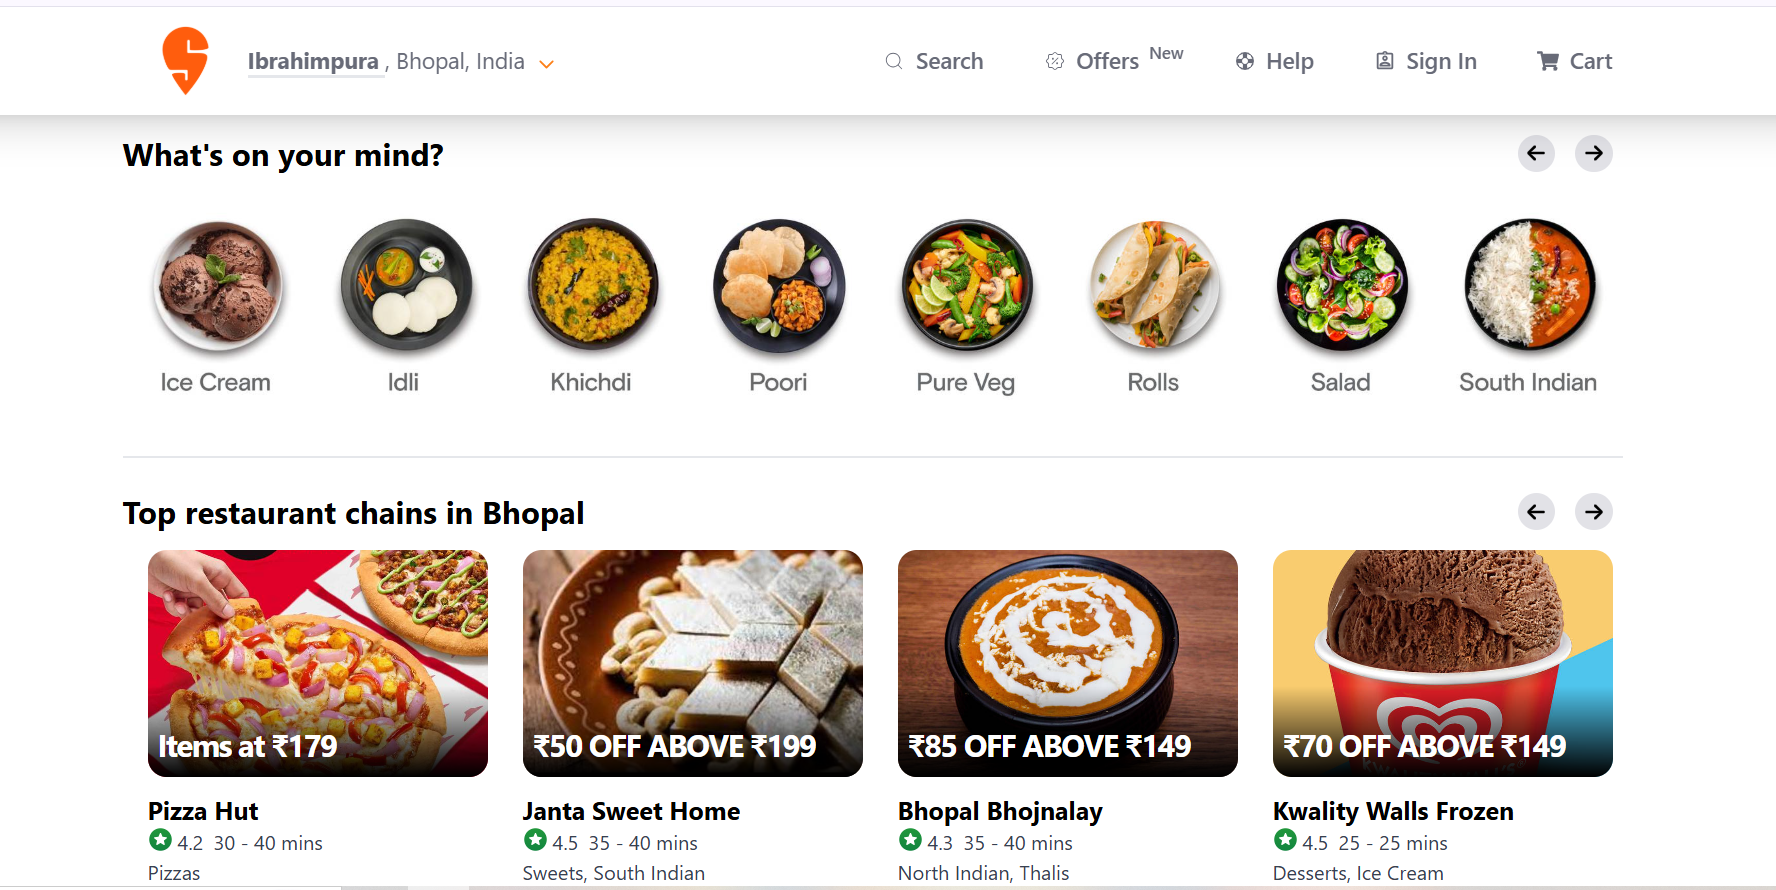 Ibrahimpura , Bhopal, India
Search
Offers New
Help
Sign In
Cart
What's on your mind?
Ice Cream
Idli
Khichdi
Poori
Pure Veg
Rolls
Salad
South Indian
Top restaurant chains in Bhopal
Items at ₹179
₹50 OFF ABOVE ₹199
₹85 OFF ABOVE ₹149
₹70 OFF ABOVE ₹149
Pizza Hut
4.2 30 - 40 mins
Pizzas
Janta Sweet Home
4.5 35 - 40 mins
Sweets, South Indian
Bhopal Bhojnalay
4.3 35 - 40 mins
North Indian, Thalis
Kwality Walls Frozen
4.5 25 - 25 mins
Desserts, Ice Cream